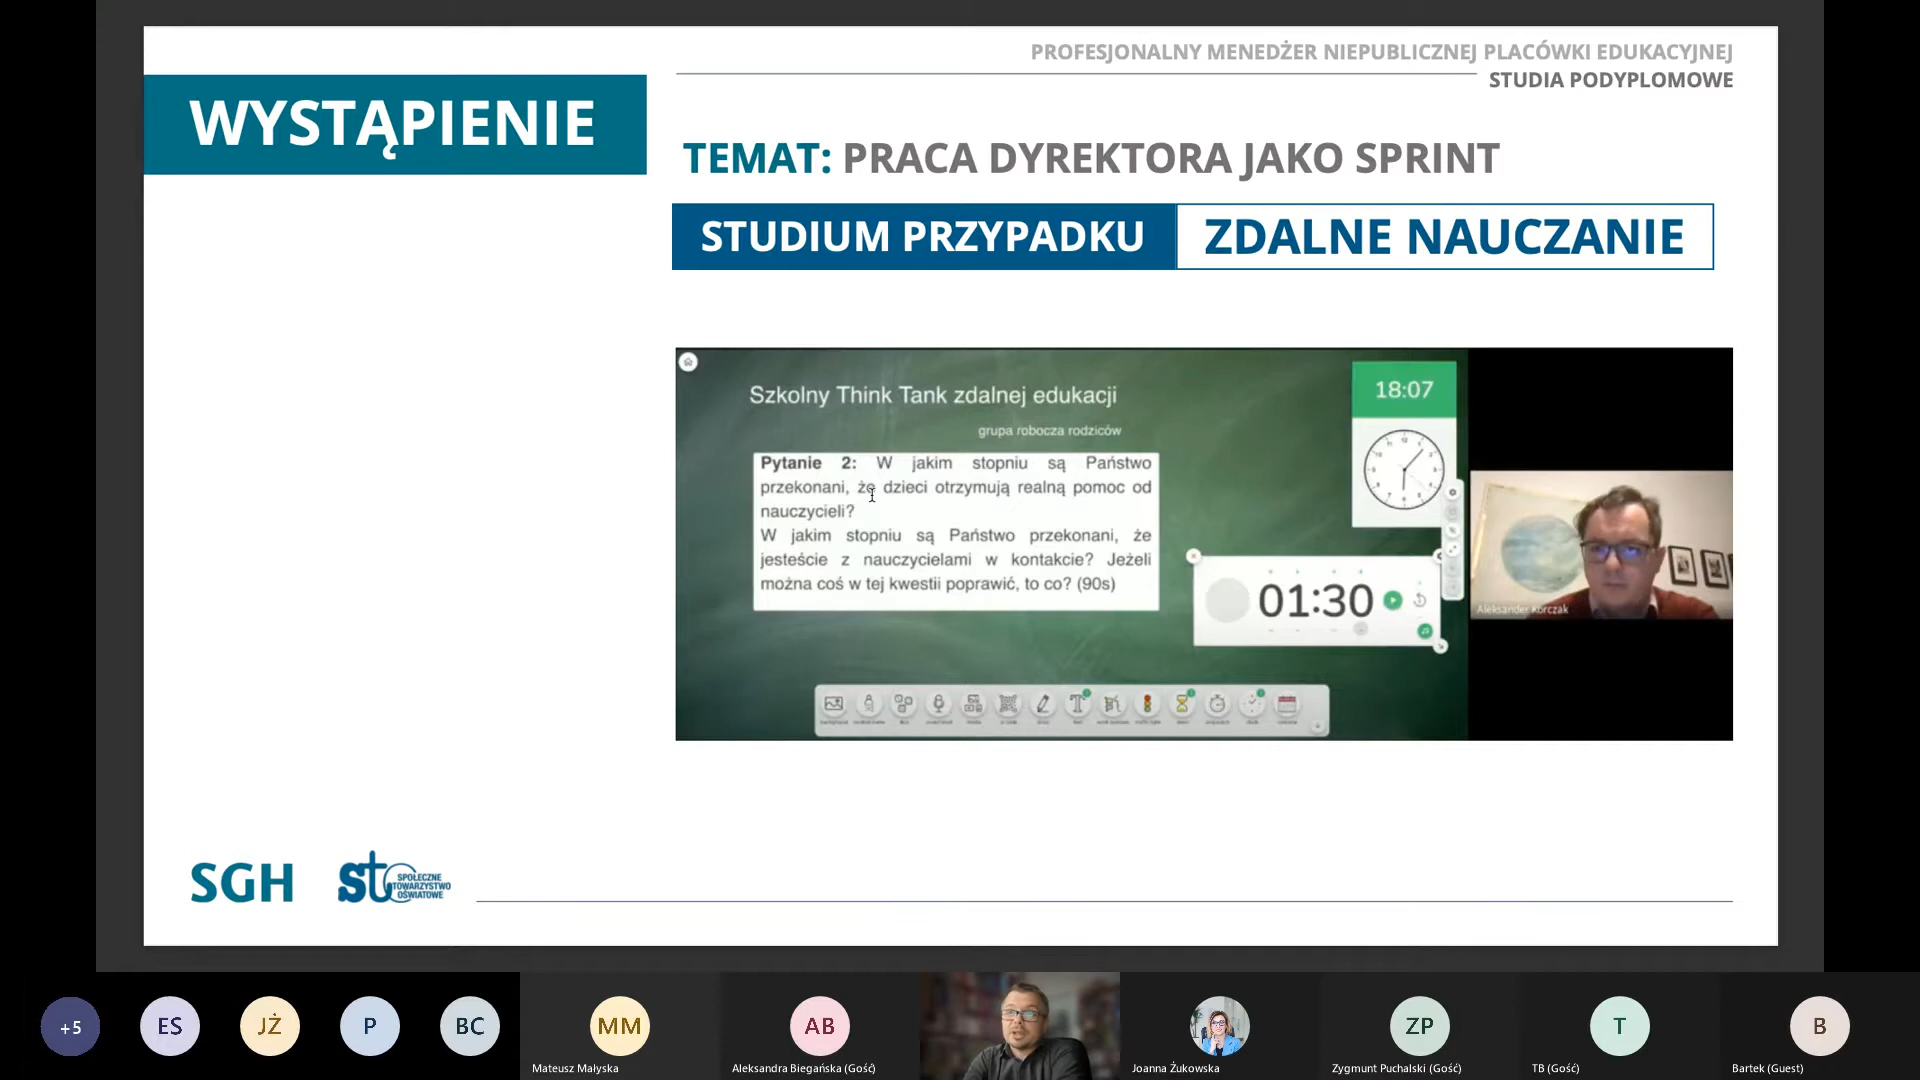 PROFESJONALNY MENEDŻER NIEPUBLICZNEJ PLACÓWKI EDUKACYJNEJ
STUDIA PODYPLOMOWE
WYSTĄPIENIE
TEMAT: PRACA DYREKTORA JAKO SPRINT
STUDIUM PRZYPADKU
ZDALNE NAUCZANIE
Szkolny Think Tank zdalnej edukacji
grupa robocza rodziców
18:07
Pytanie 2: W jakim stopniu są Państwo
przekonani, że dzieci otrzymują realną pomoc od
nauczycieli?
W jakim stopniu są Państwo przekonani, że
jesteście z nauczycielami w kontakcie? Jeżeli
można coś w tej kwestii poprawić, to co? (90s)
01:30
Aleksander Korczak
SGH
sto
SPOŁECZNE
TOWARZYSTWO
OŚWIATOWE
+5
ES
JŻ
P
BC
MM
AB
ZP
T
B
Mateusz Małyska
Aleksandra Biegańska (Gość)
Joanna Żukowska
Zygmunt Puchalski (Gość)
TB (Gość)
Bartek (Guest)